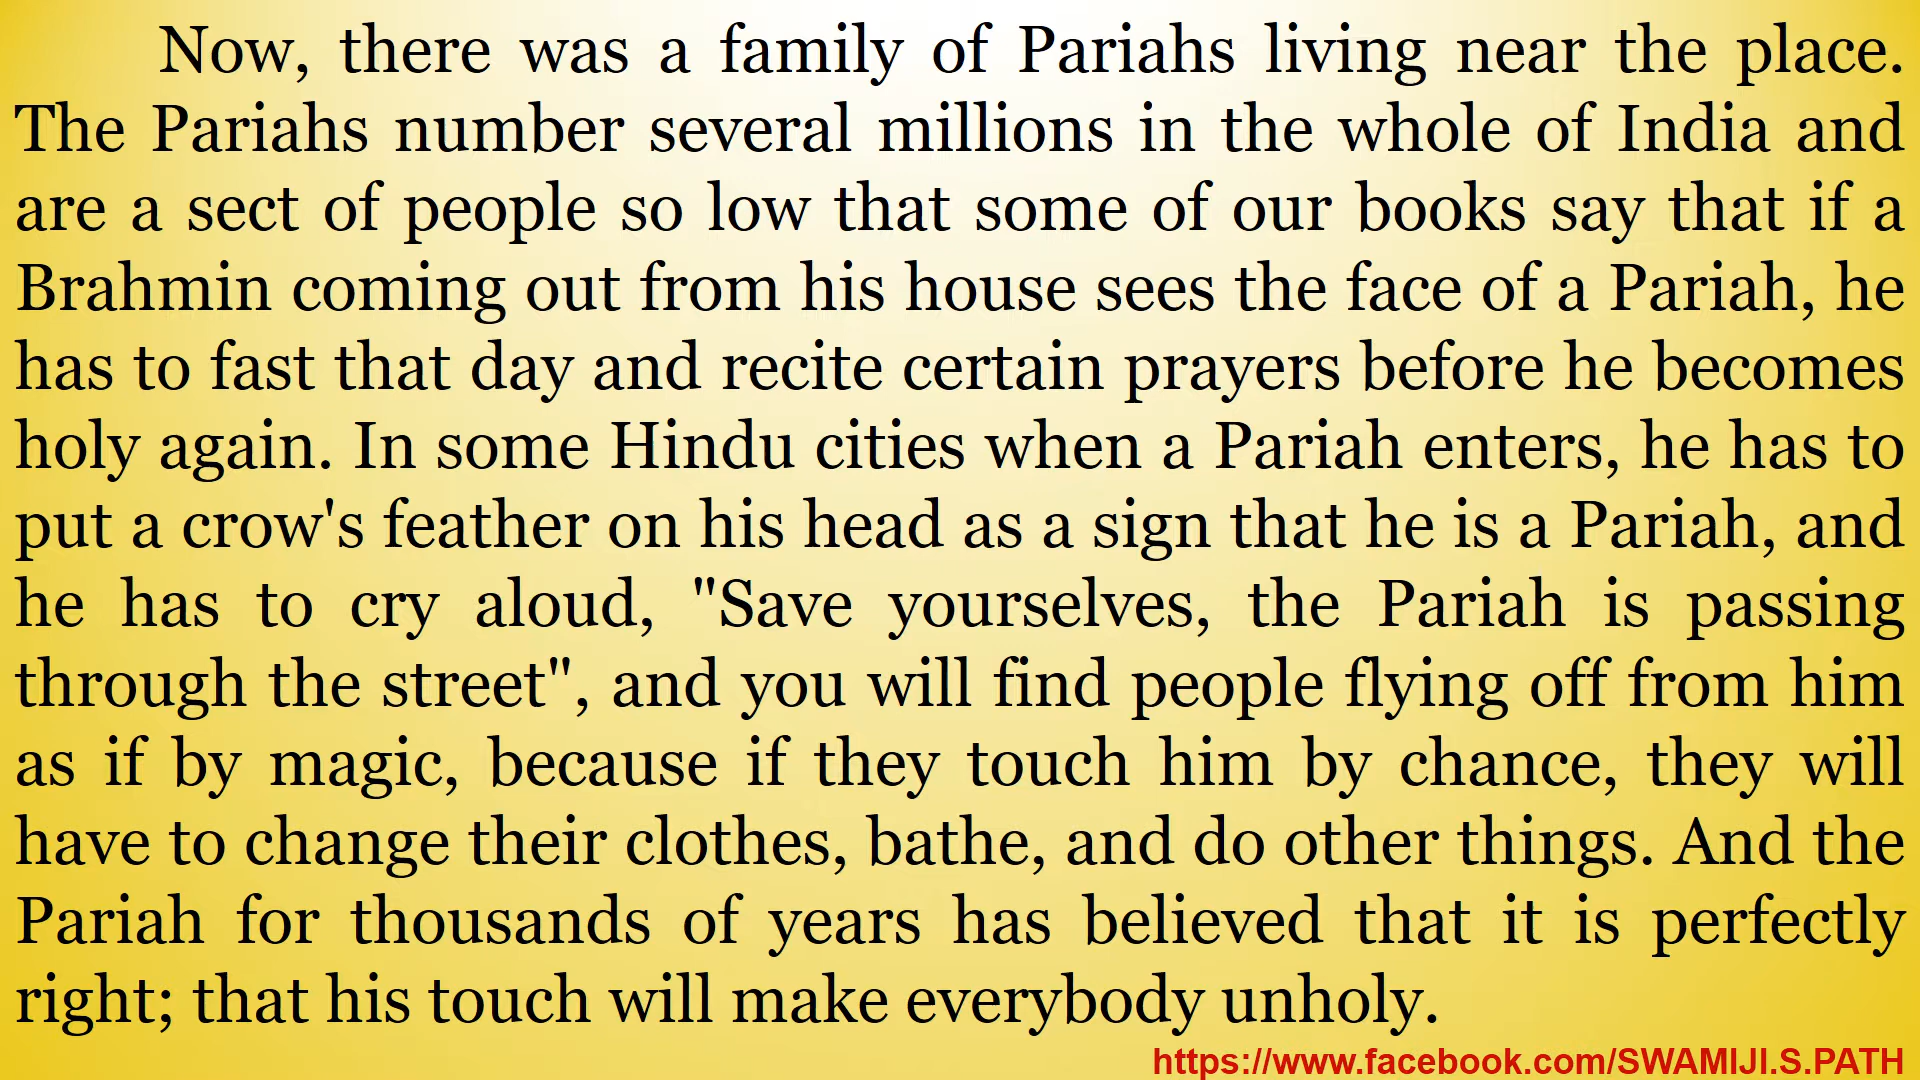 Now, there was a family of Pariahs living near the place.
The Pariahs number several millions in the whole of India and
are a sect of people so low that some of our books say that if a
Brahmin coming out from his house sees the face of a Pariah, he
has to fast that day and recite certain prayers before he becomes
holy again. In some Hindu cities when a Pariah enters, he has to
put a crow's feather on his head as a sign that he is a Pariah, and
he has to cry aloud, "Save yourselves, the Pariah is passing
through the street", and you will find people flying off from him
as if by magic, because if they touch him by chance, they will
have to change their clothes, bathe, and do other things. And the
Pariah for thousands of years has believed that it is perfectly
right; that his touch will make everybody unholy.
https://www.facebook.com/SWAMIJI.S.PATH